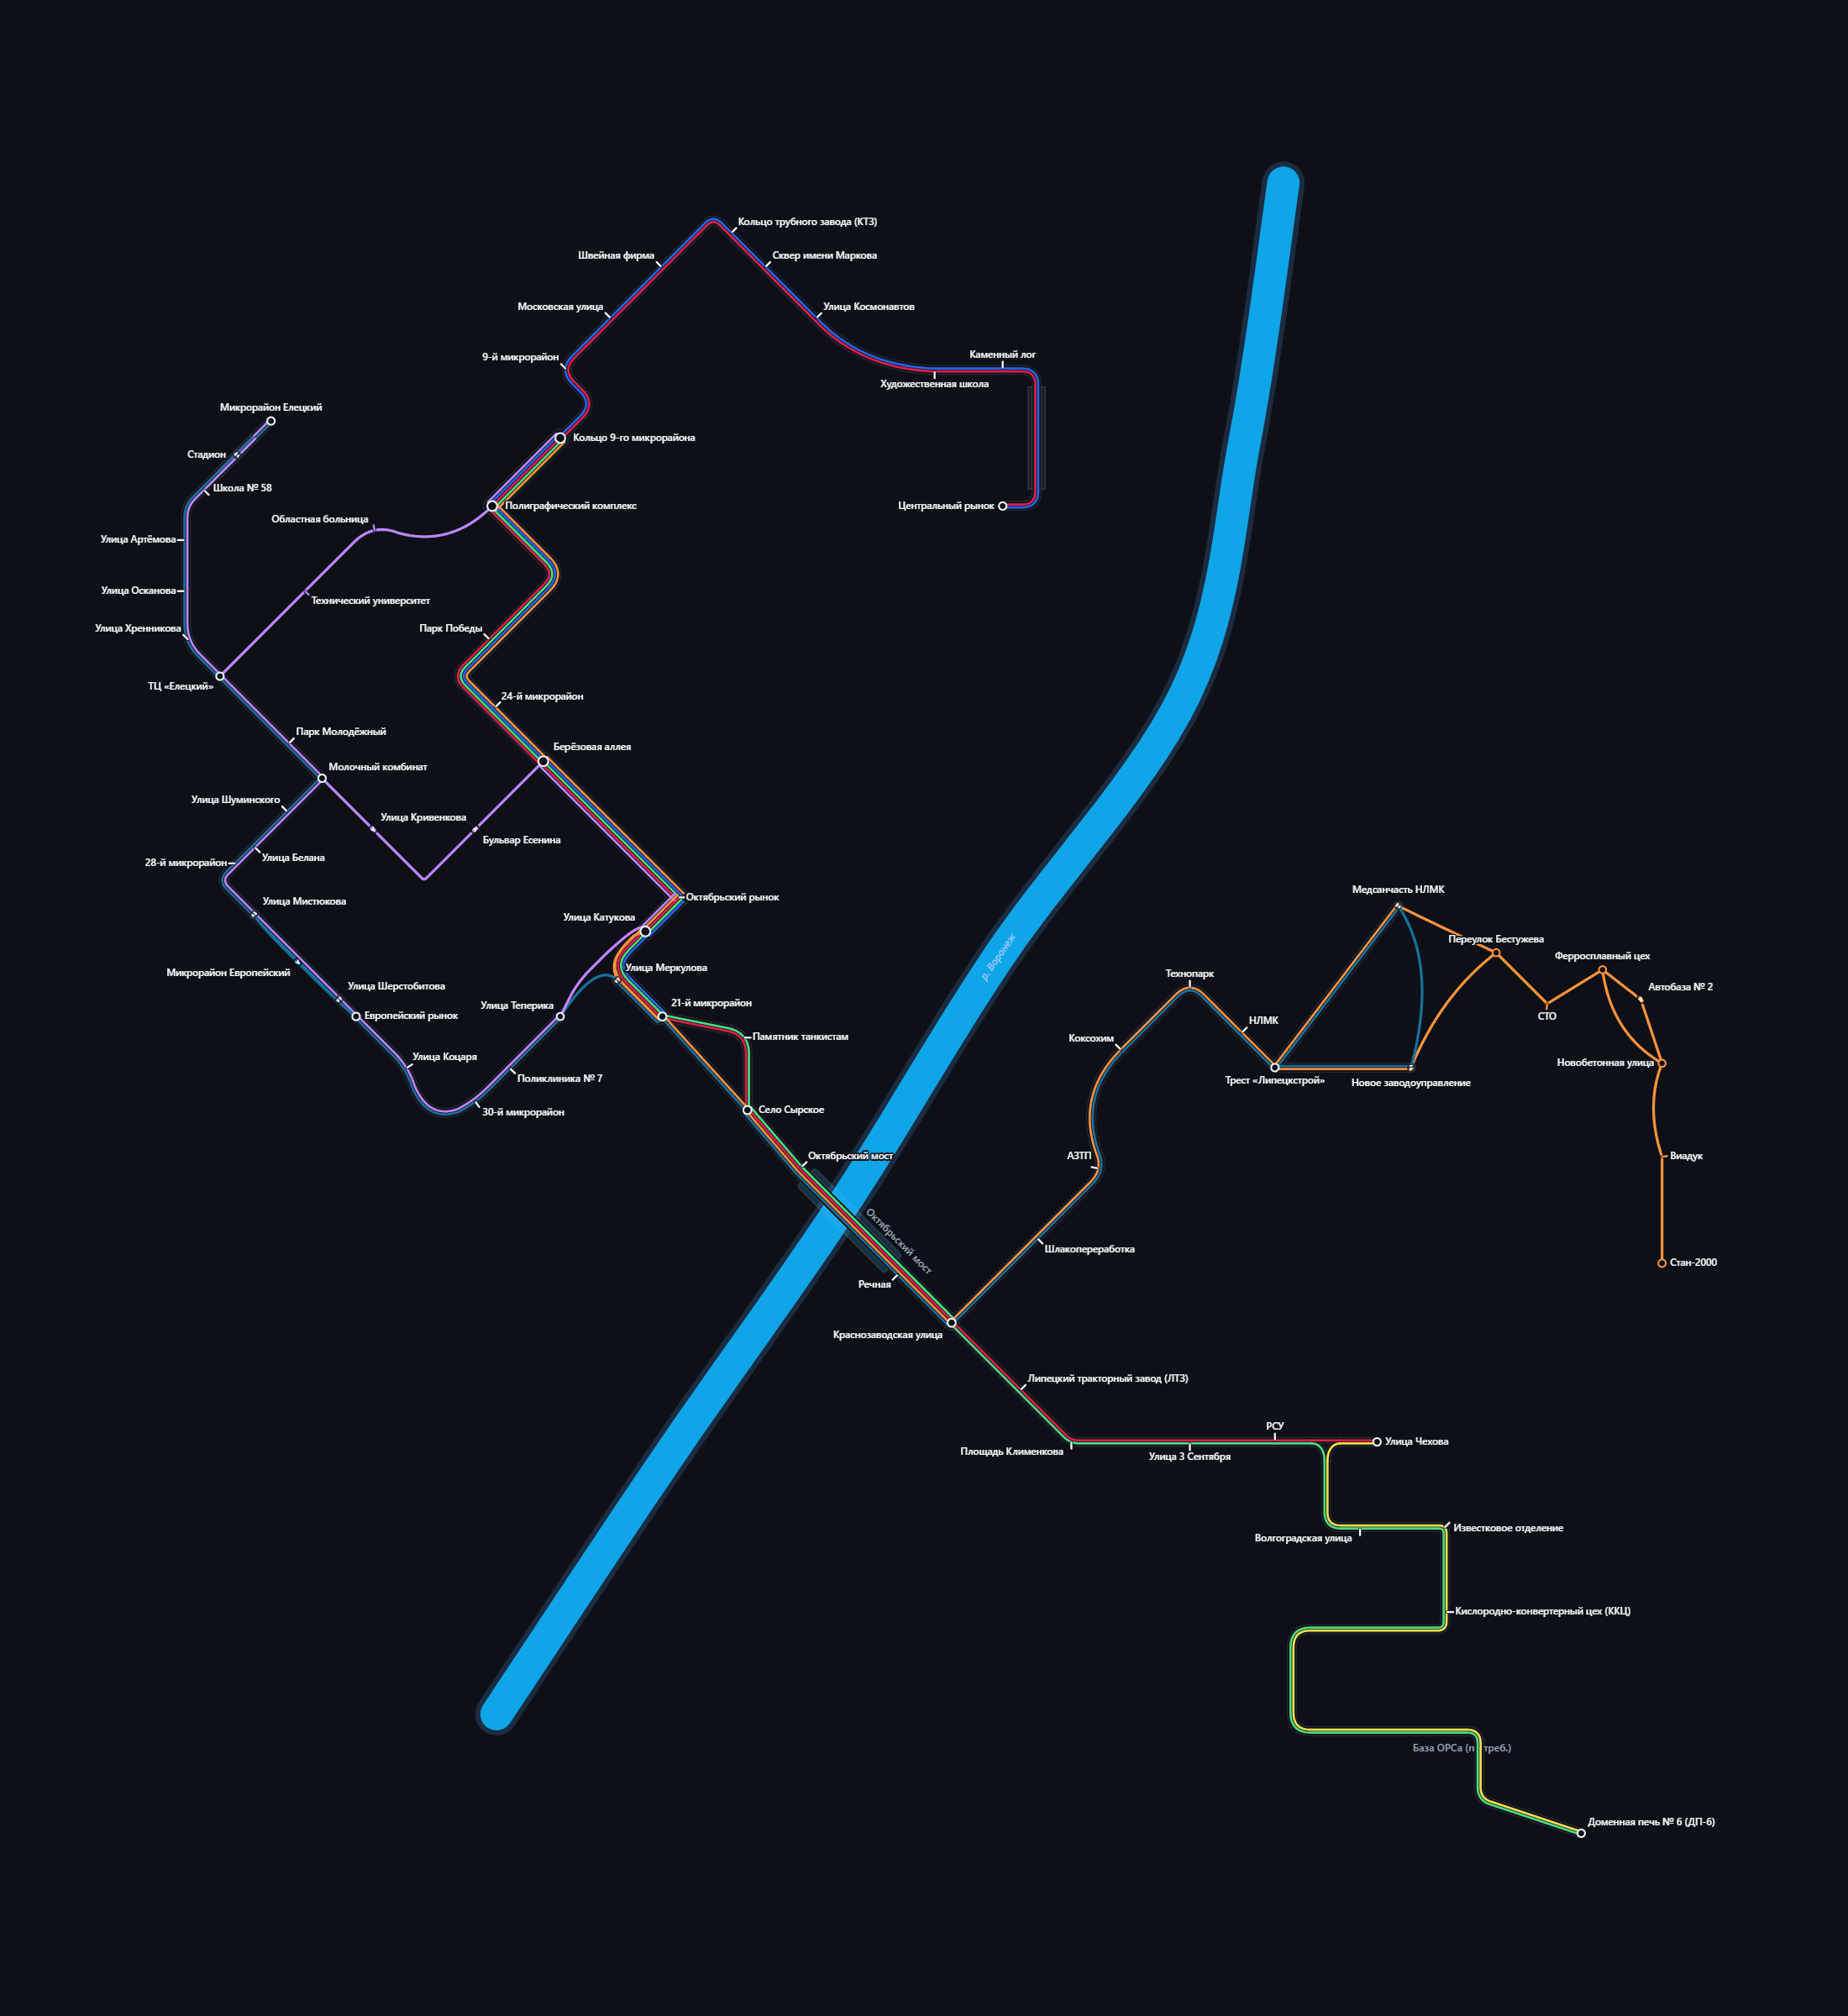 Кольцо трубного завода (КТЗ)
Швейная фирма
Сквер имени Маркова
Московская улица
Улица Космонавтов
9-й микрорайон
Каменный лог
Художественная школа
Микрорайон Елецкий
Кольцо 9-го микрорайона
Стадион
Школа № 58
Полиграфический комплекс
Центральный рынок
Областная больница
Улица Артёмова
Улица Осканова
Технический университет
Улица Хренникова
Парк Победы
ТЦ «Елецкий»
24-й микрорайон
Парк Молодёжный
Берёзовая аллея
Молочный комбинат
Улица Шуминского
Улица Кривенкова
Бульвар Есенина
Улица Белана
28-й микрорайон
Медсанчасть НЛМК
Октябрьский рынок
Улица Мистюкова
Улица Катукова
Переулок Бестужева
р. Воронеж
Ферросплавный цех
Улица Меркулова
Микрорайон Европейский
Технопарк
Улица Шерстобитова
Автобаза № 2
21-й микрорайон
Улица Теперика
Европейский рынок
СТО
НЛМК
Памятник танкистам
Коксохим
Улица Коцаря
Новобетонная улица
Поликлиника № 7
Трест «Липецкстрой»
Новое заводоуправление
Село Сырское
30-й микрорайон
Октябрьский мост
АЗТП
Виадук
Октябрьский мост
Шлакопереработка
Стан-2000
Речная
Краснозаводская улица
Липецкий тракторный завод (ЛТЗ)
РСУ
Улица Чехова
Площадь Клименкова
Улица 3 Сентября
Известковое отделение
Волгоградская улица
Кислородно-конвертерный цех (ККЦ)
База ОРСа (п треб.)
Доменная печь № 6 (ДП-6)